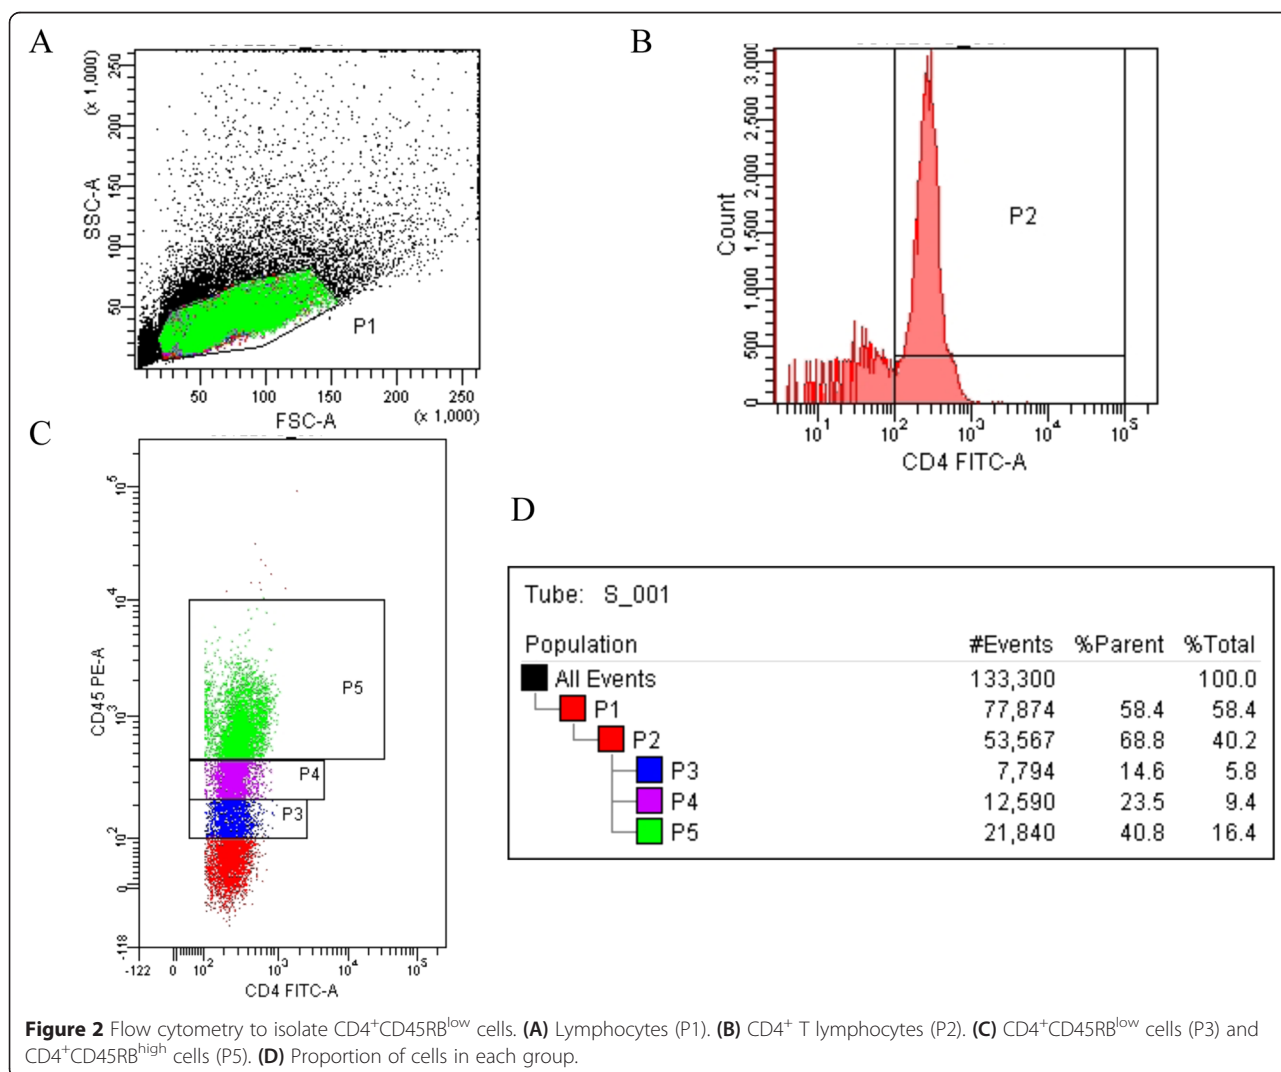 A
(x 1,000)
250
200
150
100
50
SSC-A
P1
50 100 150 200 250
FSC-A (x 1,000)
B
3,000
2,500
2,000
1,500
1,000
500
0
Count
P2
10^1 10^2 10^3 10^4 10^5
CD4 FITC-A
C
10^5
10^4
10^3
10^2
0
-118
CD45 PE-A
P5
P4
P3
-122 0 10^2 10^3 10^4 10^5
CD4 FITC-A
D
Tube: S_001
Population #Events %Parent %Total
All Events 133,300 100.0
P1 77,874 58.4 58.4
P2 53,567 68.8 40.2
P3 7,794 14.6 5.8
P4 12,590 23.5 9.4
P5 21,840 40.8 16.4
Figure 2 Flow cytometry to isolate CD4⁺CD45RB^low cells. (A) Lymphocytes (P1). (B) CD4⁺ T lymphocytes (P2). (C) CD4⁺CD45RB^low cells (P3) and
CD4⁺CD45RB^high cells (P5). (D) Proportion of cells in each group.